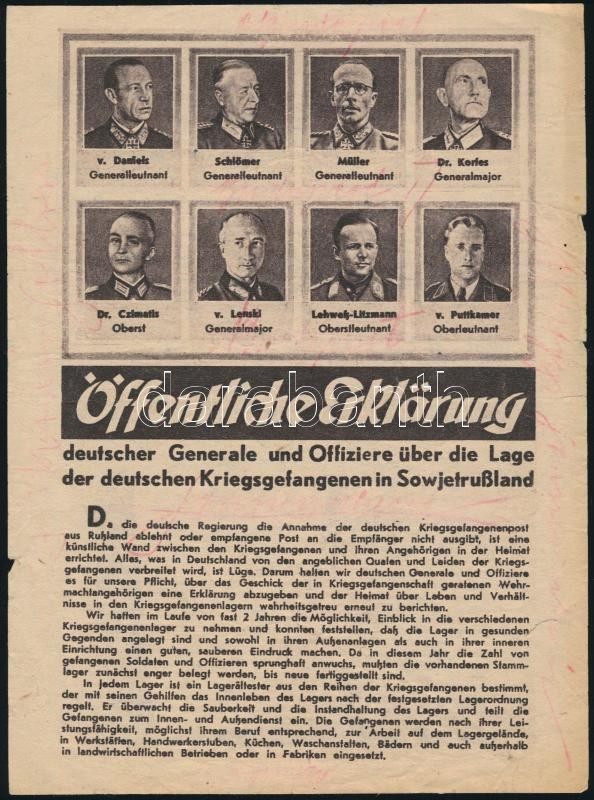 v. Daniels Schlömer Müller Dr. Korfes
Generalleutnant Generalleutnant Generalleutnant Generalmajor
Dr. Czimatis v. Lenski Lehweß-Litzmann v. Puttkamer
Oberst Generalmajor Oberstleutnant Oberleutnant
Öffentliche Erklärung
darabanth
deutscher Generale und Offiziere über die Lage
der deutschen Kriegsgefangenen in Sowjetrußland
Da die deutsche Regierung die Annahme der deutschen Kriegsgefangenenpost
aus Rußland ablehnt oder empfangene Post an die Empfänger nicht ausgibt, ist eine
künstliche Wand zwischen den Kriegsgefangenen und ihren Angehörigen in der Heimat
errichtet. Alles, was in Deutschland von den angeblichen Qualen und Leiden der Kriegs-
gefangenen verbreitet wird, ist Lüge. Darum halten wir deutschen Generale und Offiziere
es für unsere Pflicht, über das Geschick der in Kriegsgefangenschaft geratenen Wehr-
machtangehörigen eine Erklärung abzugeben und der Heimat über Leben und Verhält-
nisse in den Kriegsgefangenenlagern wahrheitsgetreu erneut zu berichten.
Wir hatten im Laufe von fast 2 Jahren die Möglichkeit, Einblick in die verschiedenen
Kriegsgefangenenlager zu nehmen und konnten feststellen, daß die Lager in gesunden
Gegenden angelegt sind und sowohl in ihren Außenanlagen als auch in ihrer inneren
Einrichtung einen guten, sauberen Eindruck machen. Da in diesem Jahr die Zahl von
gefangenen Soldaten und Offizieren sprunghaft anwuchs, mußten die vorhandenen Stamm-
lager zunächst enger belegt werden, bis neue fertiggestellt sind.
In jedem Lager ist ein Lagerältester aus den Reihen der Kriegsgefangenen bestimmt,
der mit seinen Gehilfen das Innenleben des Lagers nach der festgesetzten Lagerordnung
regelt. Er überwacht die Sauberkeit und die Instandhaltung des Lagers und teilt die
Gefangenen zum Innen- und Außendienst ein. Die Gefangenen werden nach ihrer Lei-
stungsfähigkeit, möglichst ihrem Beruf entsprechend, zur Arbeit auf dem Lagergelände,
in Werkstätten, Handwerkerstuben, Küchen, Waschanstalten, Bädern und auch außerhalb
in landwirtschaftlichen Betrieben oder in Fabriken eingesetzt.